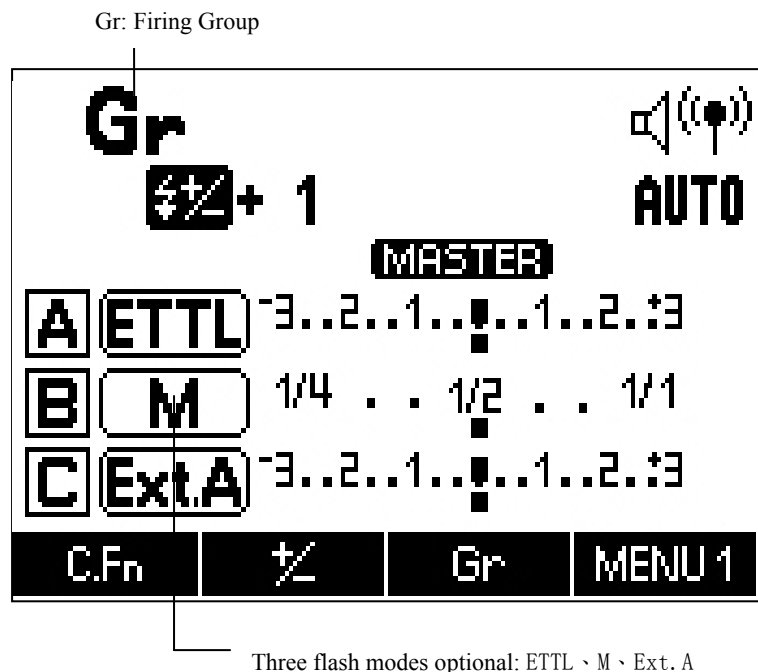 Gr: Firing Group
Gr
+ 1
AUTO
MASTER
A ETTL -3..2..1..0..1..2..+3
B M 1/4 . . 1/2 . . 1/1
C Ext.A -3..2..1..0..1..2..+3
C.Fn +/- Gr MENU 1
Three flash modes optional: ETTL、M、Ext. A